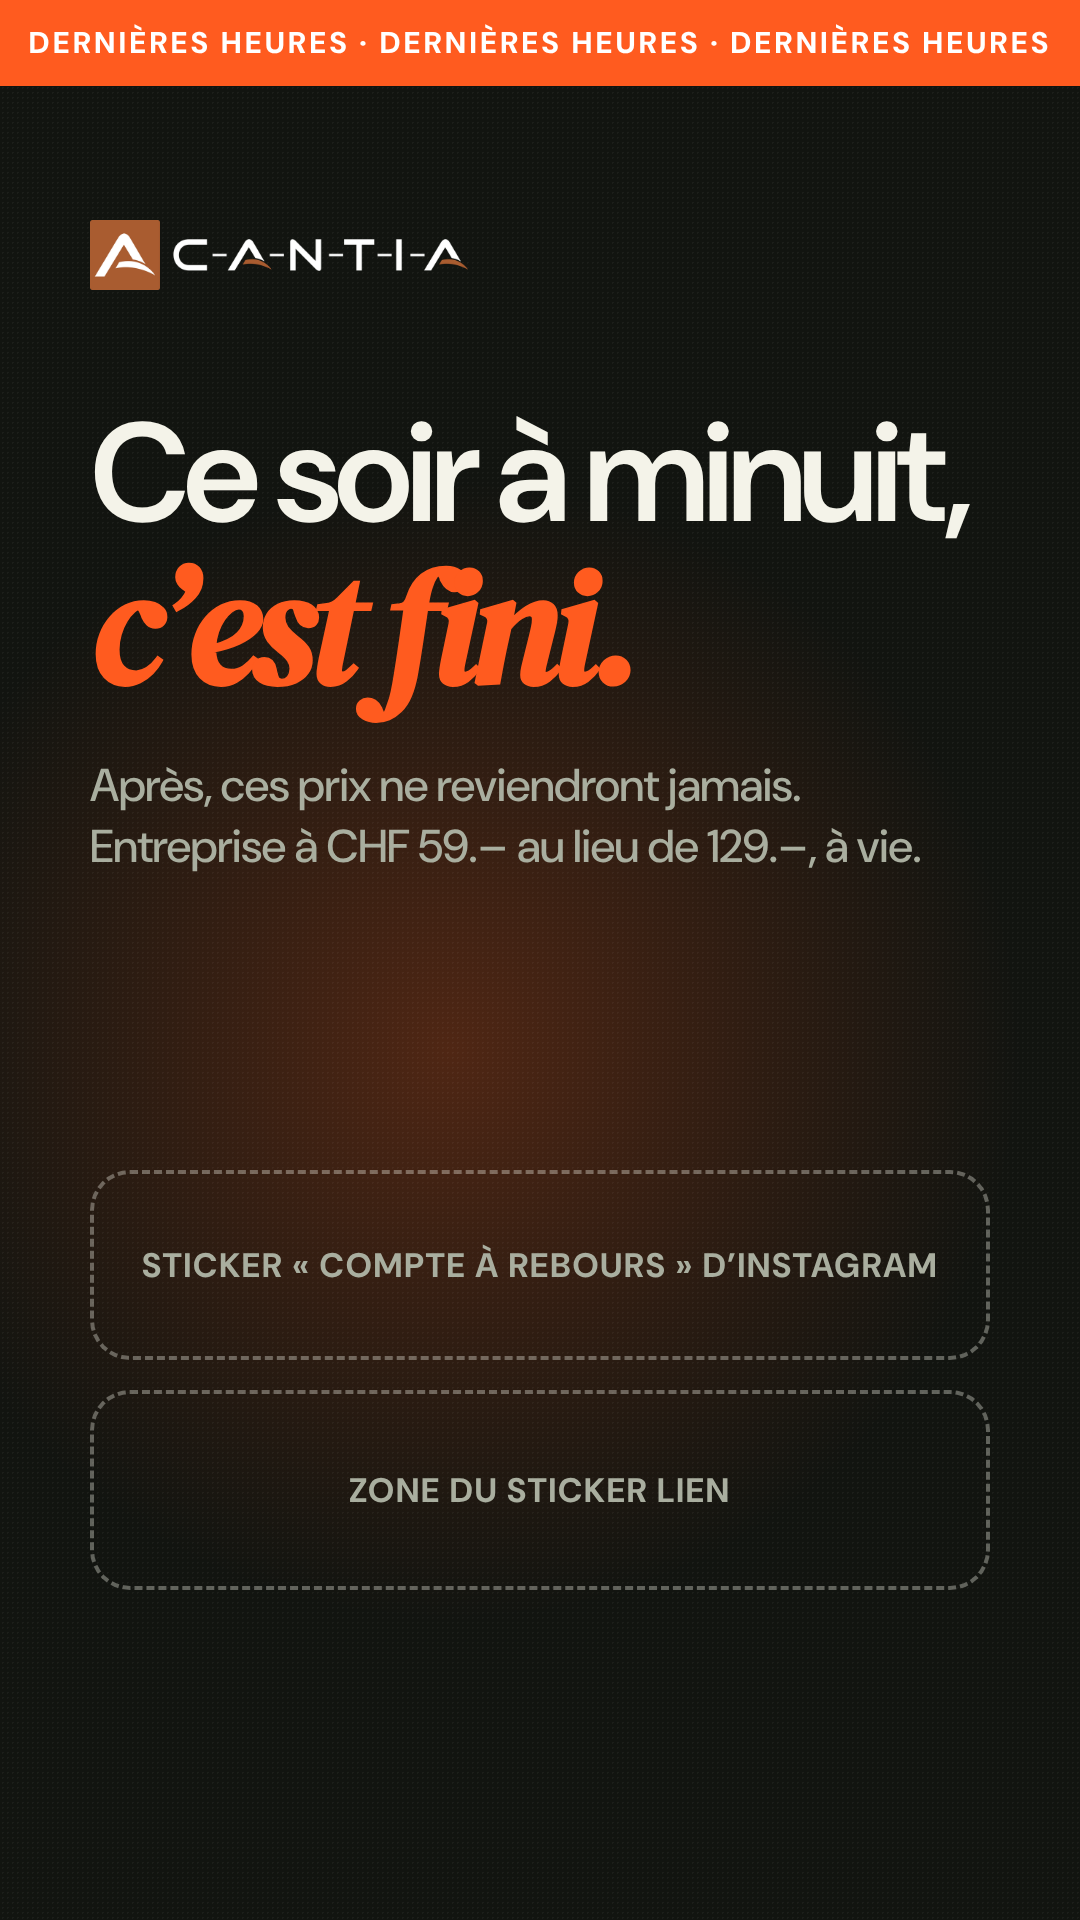 DERNIÈRES HEURES · DERNIÈRES HEURES · DERNIÈRES HEURES
C-A-N-T-I-A
Ce soir à minuit,
c’est fini.
Après, ces prix ne reviendront jamais.
Entreprise à CHF 59.– au lieu de 129.–, à vie.
STICKER « COMPTE À REBOURS » D’INSTAGRAM
ZONE DU STICKER LIEN